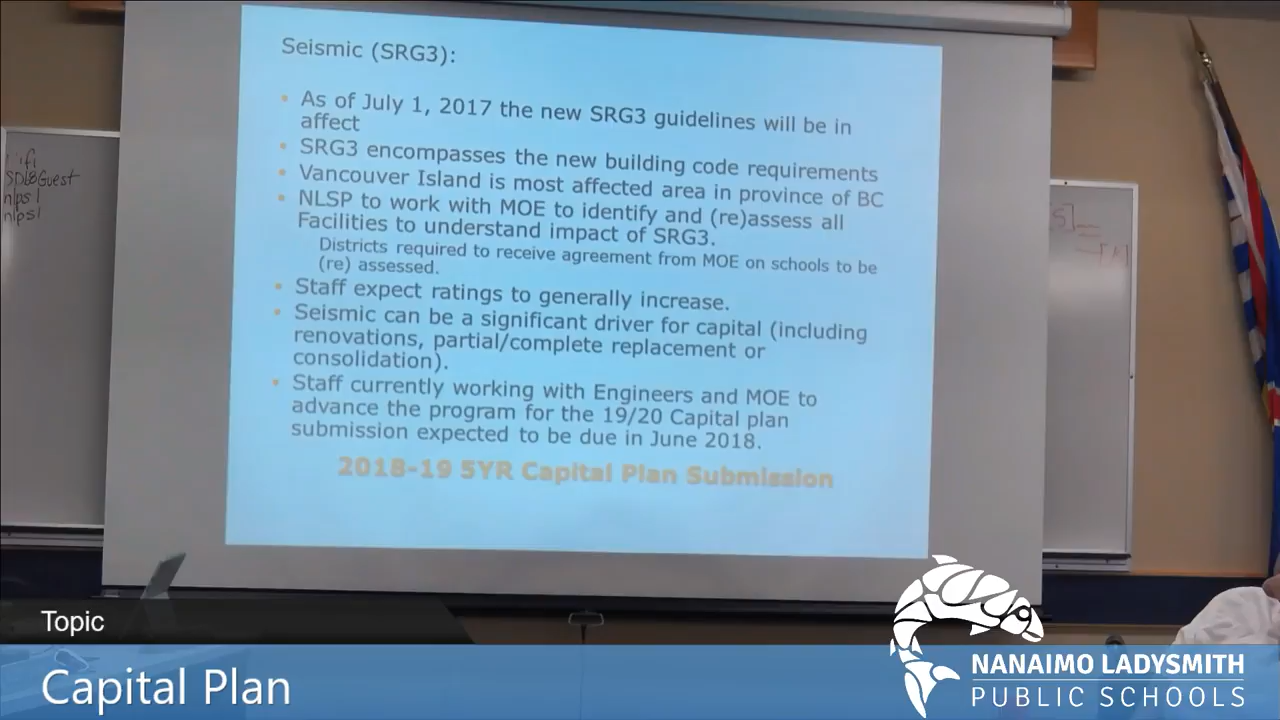 Seismic (SRG3):
As of July 1, 2017 the new SRG3 guidelines will be in
affect
SRG3 encompasses the new building code requirements
Vancouver Island is most affected area in province of BC
NLSP to work with MOE to identify and (re)assess all
Facilities to understand impact of SRG3.
Districts required to receive agreement from MOE on schools to be
(re) assessed.
Staff expect ratings to generally increase.
Seismic can be a significant driver for capital (including
renovations, partial/complete replacement or
consolidation).
Staff currently working with Engineers and MOE to
advance the program for the 19/20 Capital plan
submission expected to be due in June 2018.
2018-19 5YR Capital Plan Submission
Topic
Capital Plan
NANAIMO LADYSMITH
PUBLIC SCHOOLS